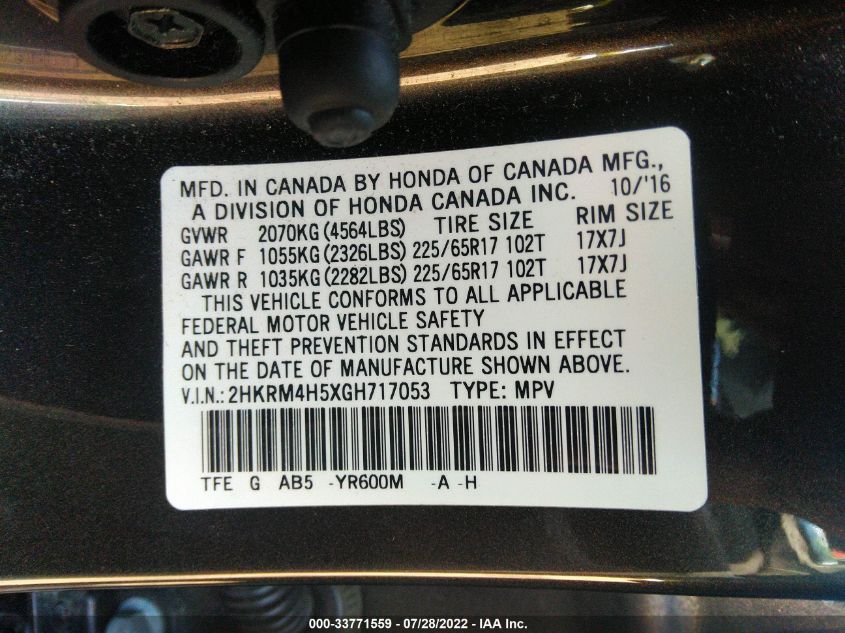 MFD. IN CANADA BY HONDA OF CANADA MFG.,
A DIVISION OF HONDA CANADA INC. 10/'16
GVWR 2070KG (4564LBS) TIRE SIZE RIM SIZE
GAWR F 1055KG (2326LBS) 225/65R17 102T 17X7J
GAWR R 1035KG (2282LBS) 225/65R17 102T 17X7J
THIS VEHICLE CONFORMS TO ALL APPLICABLE
FEDERAL MOTOR VEHICLE SAFETY
AND THEFT PREVENTION STANDARDS IN EFFECT
ON THE DATE OF MANUFACTURE SHOWN ABOVE.
V.I.N.: 2HKRM4H5XGH717053 TYPE: MPV
TFE G AB5 -YR600M -A -H
000-33771559 — 07/28/2022 — IAA Inc.